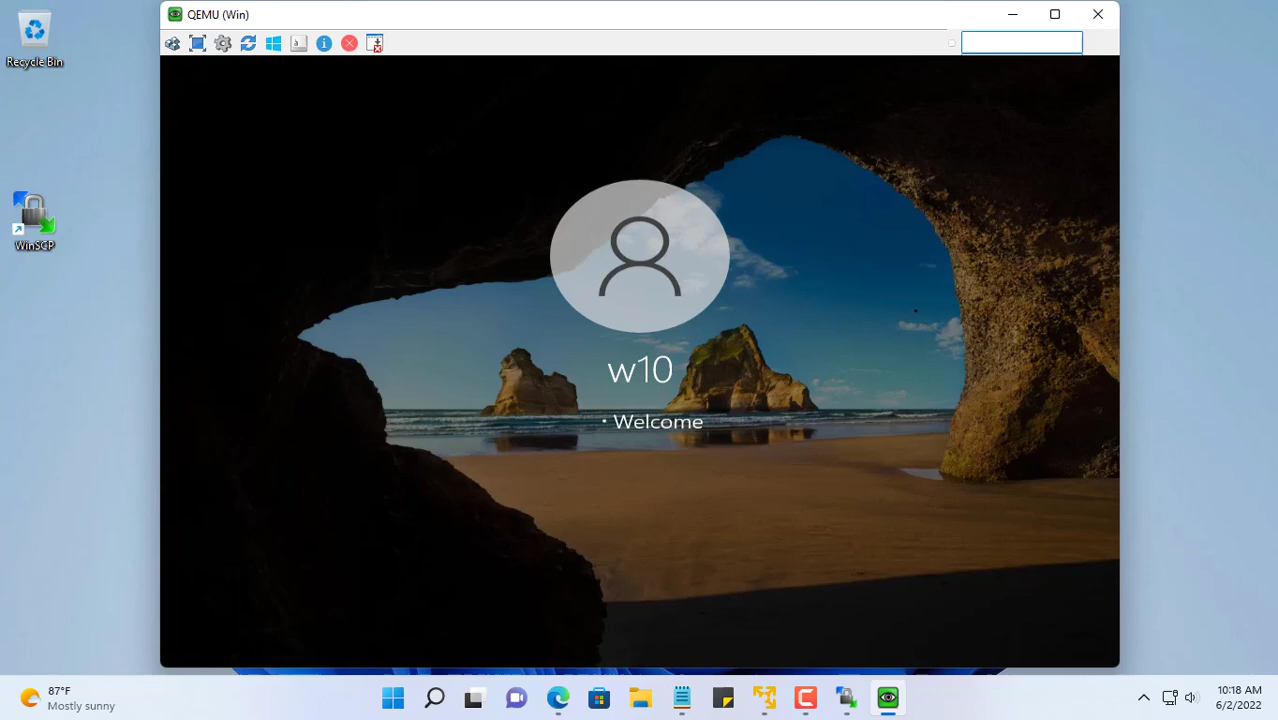 QEMU (Win)
Recycle Bin
WinSCP
w10
Welcome
87°F
Mostly sunny
10:18 AM
6/2/2022